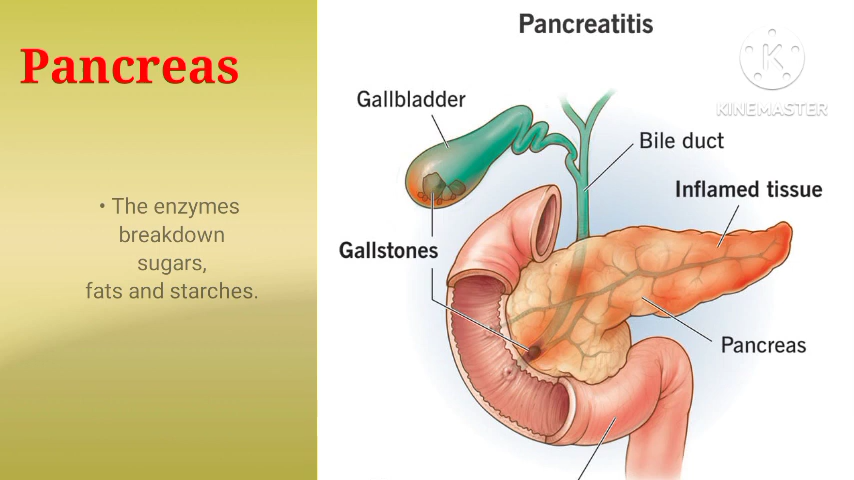 Pancreas
• The enzymes
breakdown
sugars,
fats and starches.
Pancreatitis
KINEMASTER
Gallbladder
Bile duct
Inflamed tissue
Gallstones
Pancreas